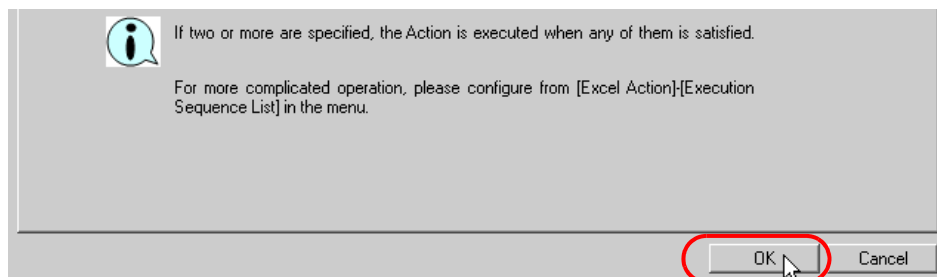 If two or more are specified, the Action is executed when any of them is satisfied.
For more complicated operation, please configure from [Excel Action]-[Execution
Sequence List] in the menu.
OK
Cancel